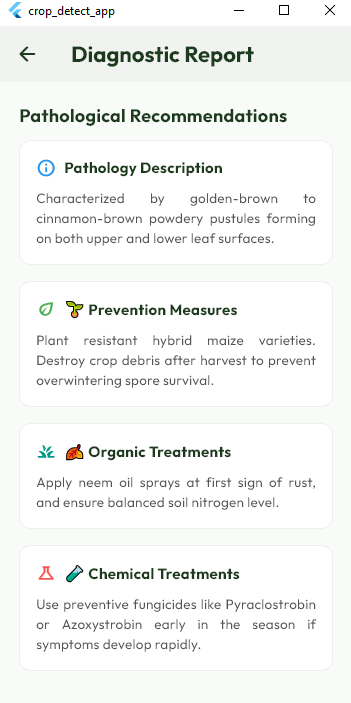 crop_detect_app
Diagnostic Report
Pathological Recommendations
Pathology Description
Characterized by golden-brown to
cinnamon-brown powdery pustules forming
on both upper and lower leaf surfaces.
Prevention Measures
Plant resistant hybrid maize varieties.
Destroy crop debris after harvest to prevent
overwintering spore survival.
Organic Treatments
Apply neem oil sprays at first sign of rust,
and ensure balanced soil nitrogen level.
Chemical Treatments
Use preventive fungicides like Pyraclostrobin
or Azoxystrobin early in the season if
symptoms develop rapidly.